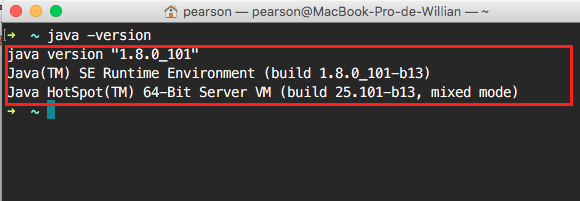 pearson — pearson@MacBook-Pro-de-Willian — ~
➜ ~ java -version
java version "1.8.0_101"
Java(TM) SE Runtime Environment (build 1.8.0_101-b13)
Java HotSpot(TM) 64-Bit Server VM (build 25.101-b13, mixed mode)
➜ ~